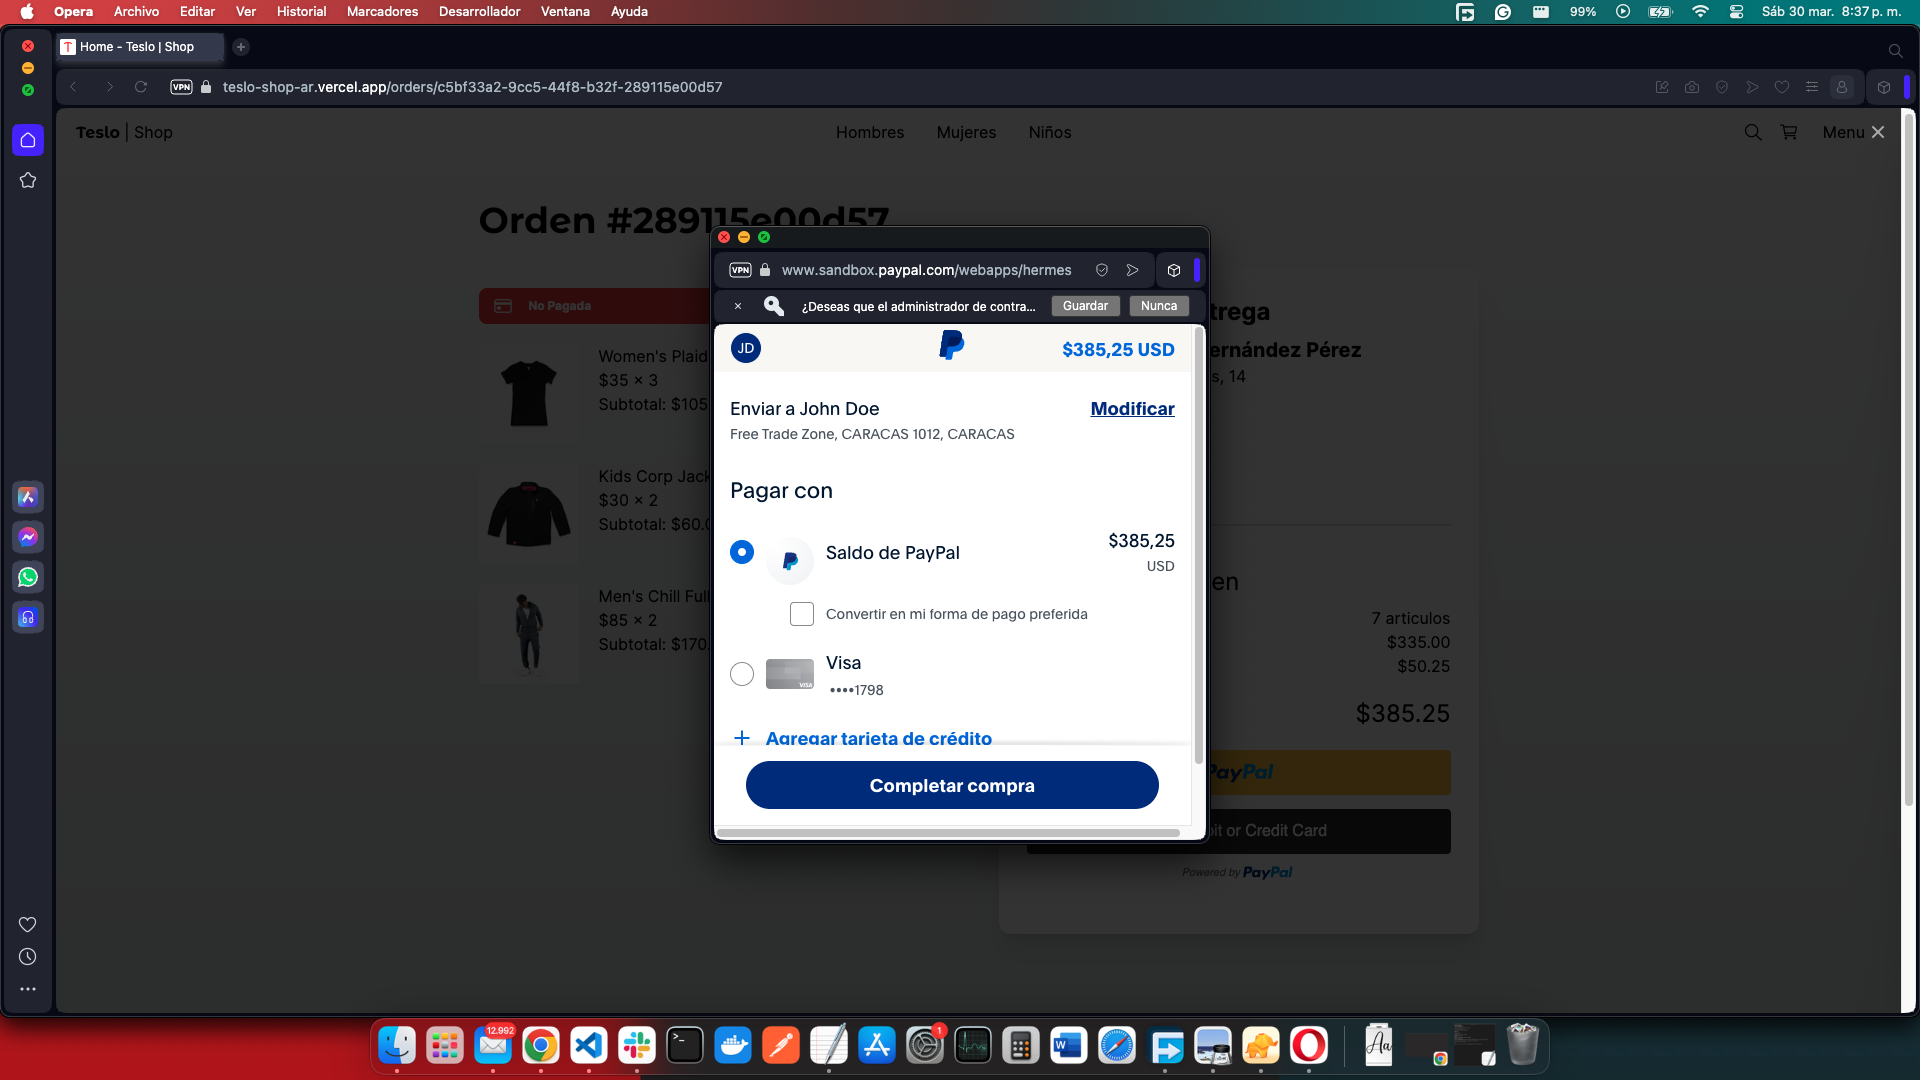 Opera Archivo Editar Ver Historial Marcadores Desarrollador Ventana Ayuda
99% Sáb 30 mar. 8:37 p. m.
T Home - Teslo | Shop
VPN teslo-shop-ar.vercel.app/orders/c5bf33a2-9cc5-44f8-b32f-289115e00d57
Teslo | Shop
Hombres Mujeres Niños
Menu
Orden #289115e00d57
No Pagada
Women's Plaid
$35 × 3
Subtotal: $105
Kids Corp Jack
$30 × 2
Subtotal: $60.
Men's Chill Full
$85 × 2
Subtotal: $170.
VPN www.sandbox.paypal.com/webapps/hermes
¿Deseas que el administrador de contra... Guardar Nunca
JD
$385,25 USD
Enviar a John Doe
Modificar
Free Trade Zone, CARACAS 1012, CARACAS
Pagar con
Saldo de PayPal
$385,25
USD
Convertir en mi forma de pago preferida
Visa
VISA
••••1798
Agregar tarjeta de crédito
Completar compra
trega
ernández Pérez
s, 14
en
7 articulos
$335.00
$50.25
$385.25
PayPal
it or Credit Card
Powered by PayPal
12.992
1
W
Aa